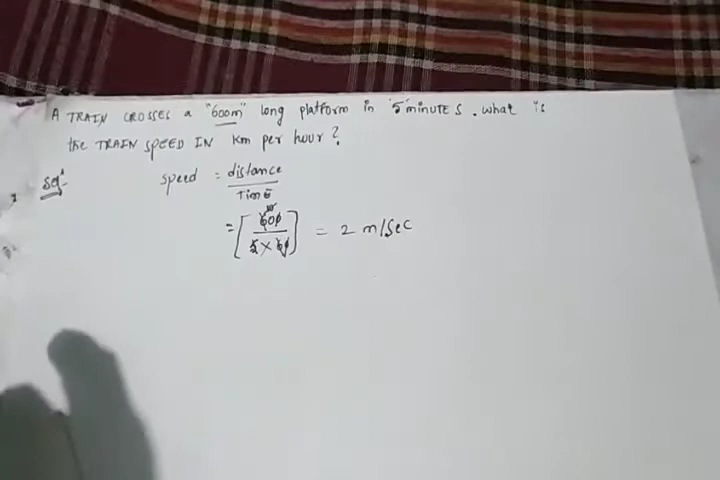 A TRAIN CROSSES a "600m" long platform in 5 minutes. what is
the TRAIN SPEED IN km per hour?
Sol- speed = distance / Time
= [600 / 5 × 60] = 2 m/sec